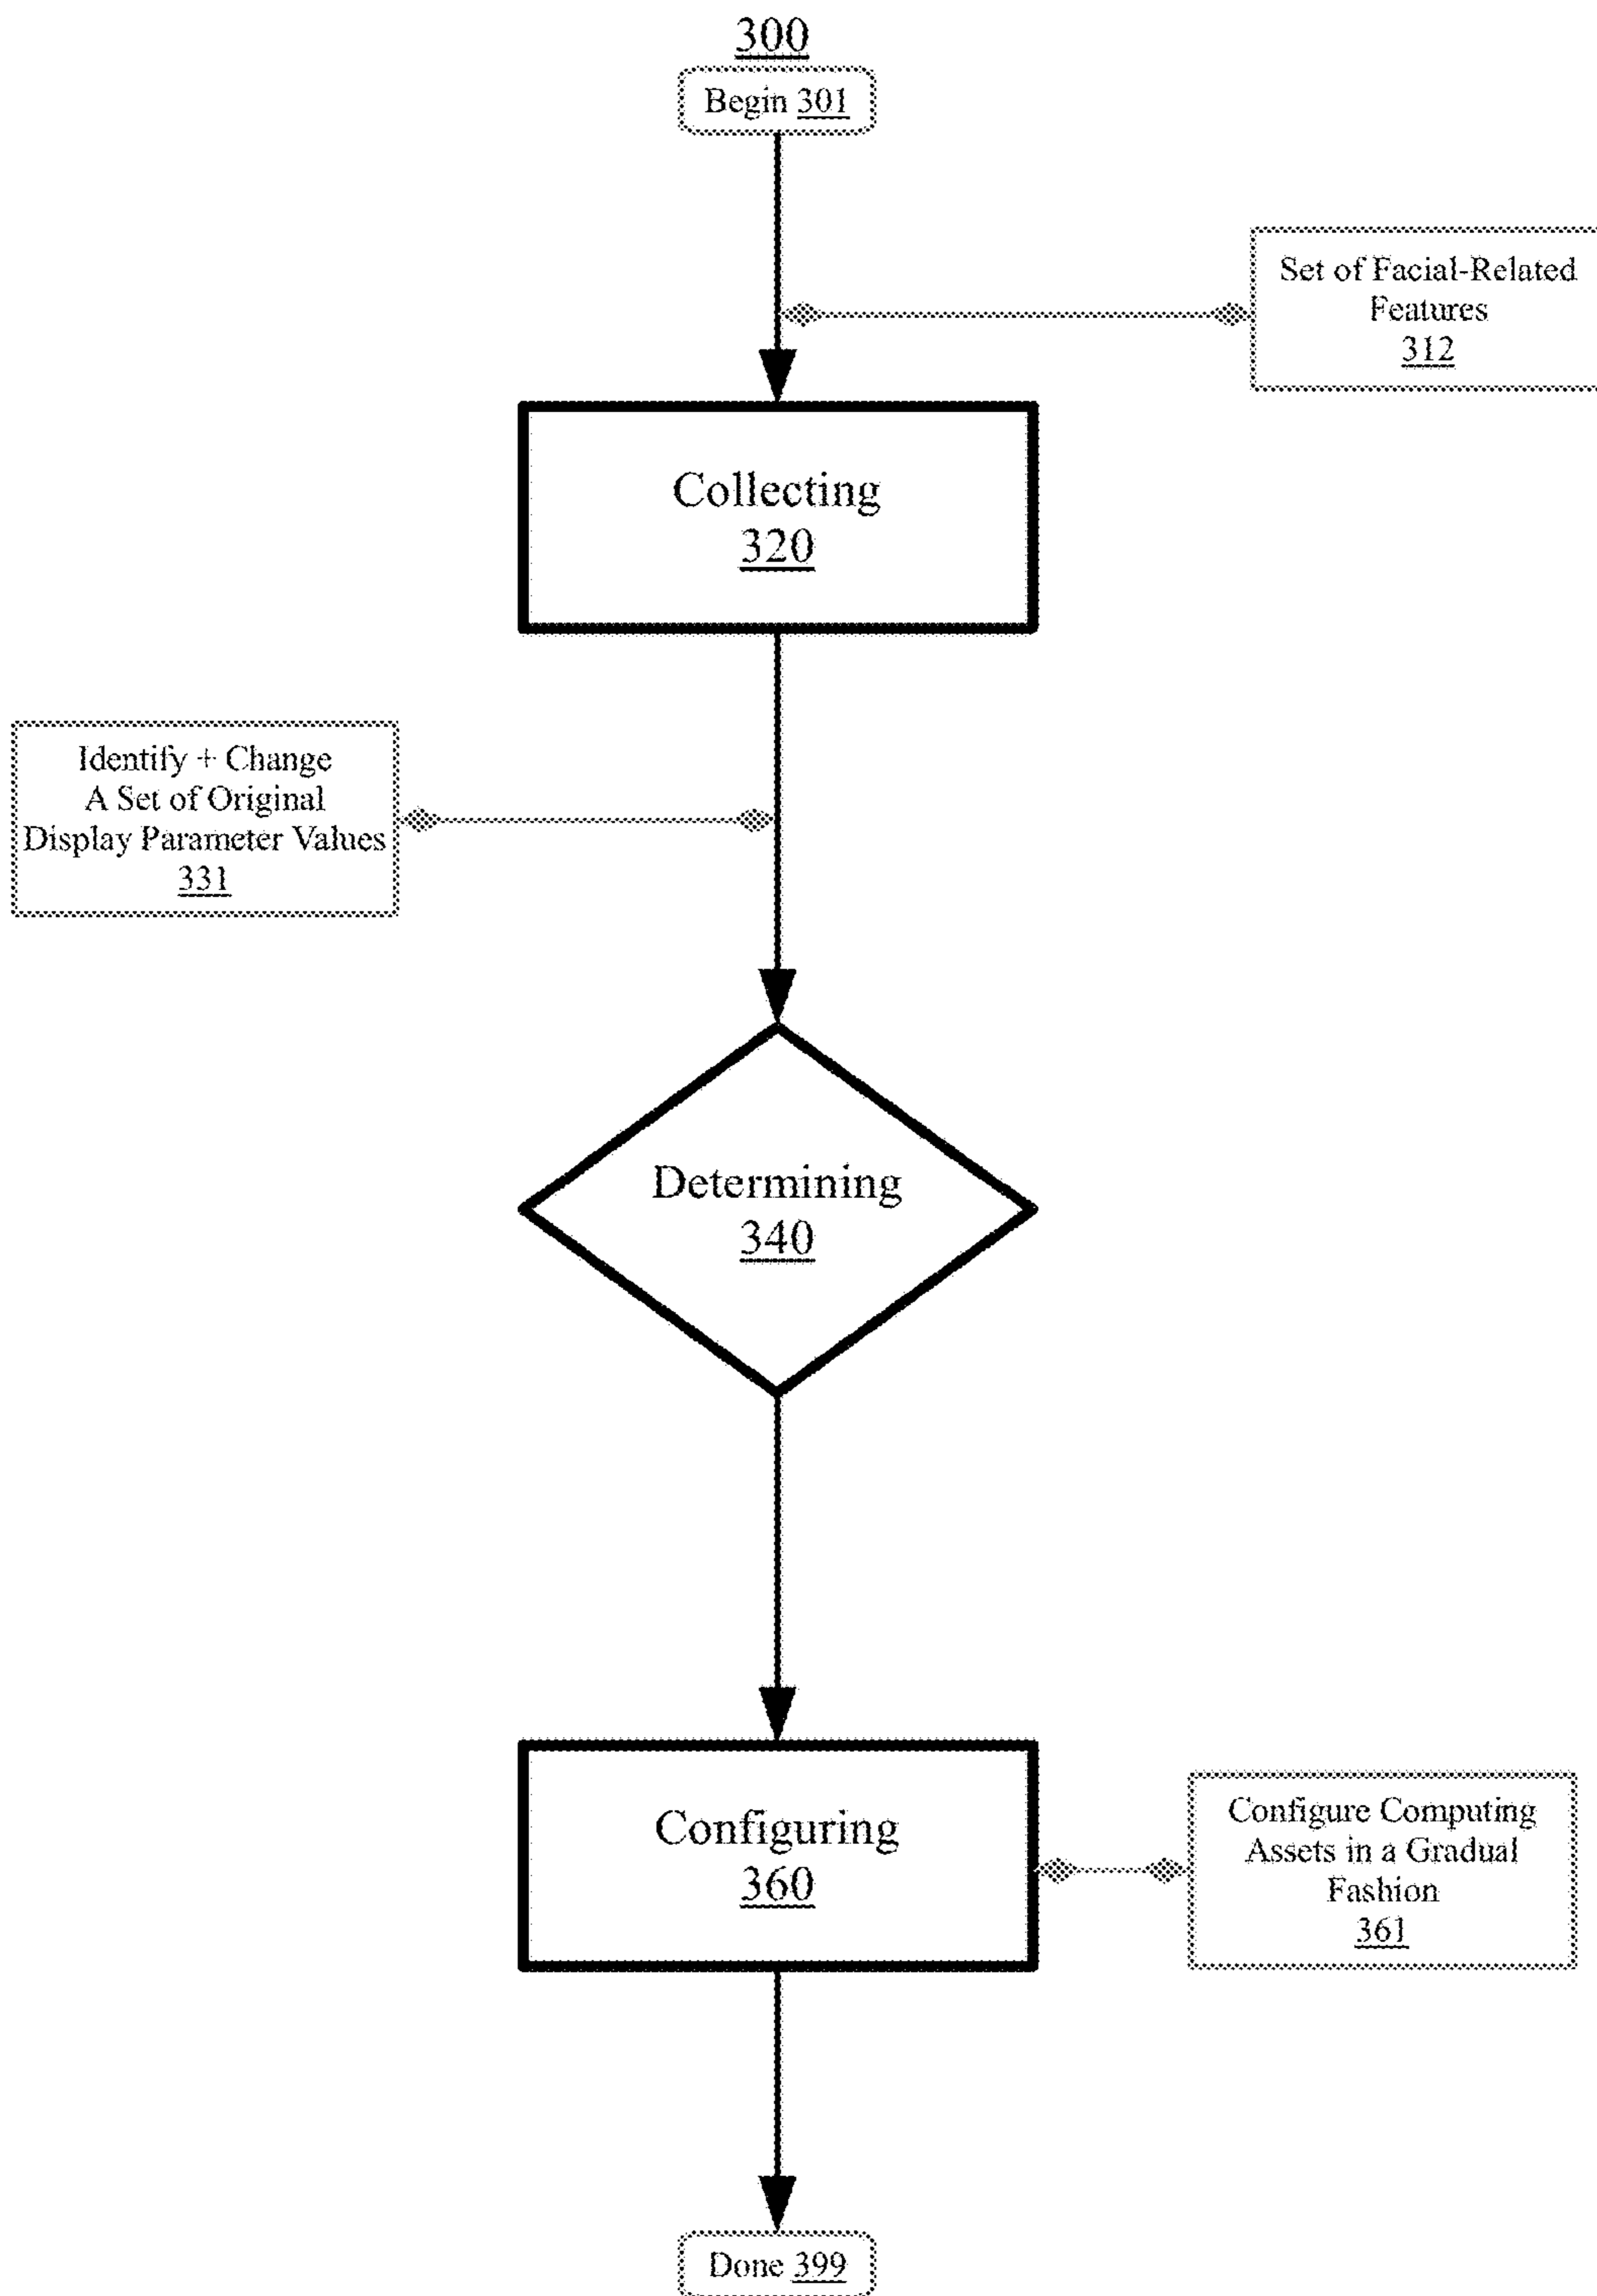 300
Begin 301
Set of Facial-Related
Features
312
Collecting
320
Identify + Change
A Set of Original
Display Parameter Values
331
Determining
340
Configuring
360
Configure Computing
Assets in a Gradual
Fashion
361
Done 399